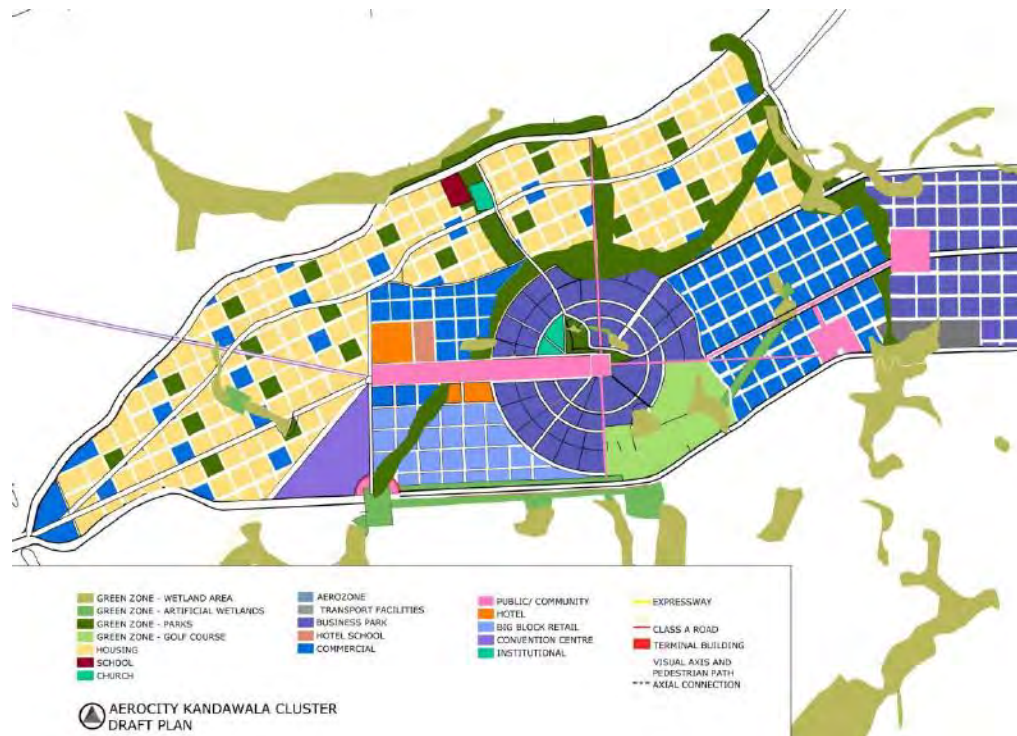 GREEN ZONE - WETLAND AREA
GREEN ZONE - ARTIFICIAL WETLANDS
GREEN ZONE - PARKS
GREEN ZONE - GOLF COURSE
HOUSING
SCHOOL
CHURCH
AEROZONE
TRANSPORT FACILITIES
BUSINESS PARK
HOTEL SCHOOL
COMMERCIAL
PUBLIC/ COMMUNITY
HOTEL
BIG BLOCK RETAIL
CONVENTION CENTRE
INSTITUTIONAL
EXPRESSWAY
CLASS A ROAD
TERMINAL BUILDING
VISUAL AXIS AND
PEDESTRIAN PATH
AXIAL CONNECTION
AEROCITY KANDAWALA CLUSTER
DRAFT PLAN